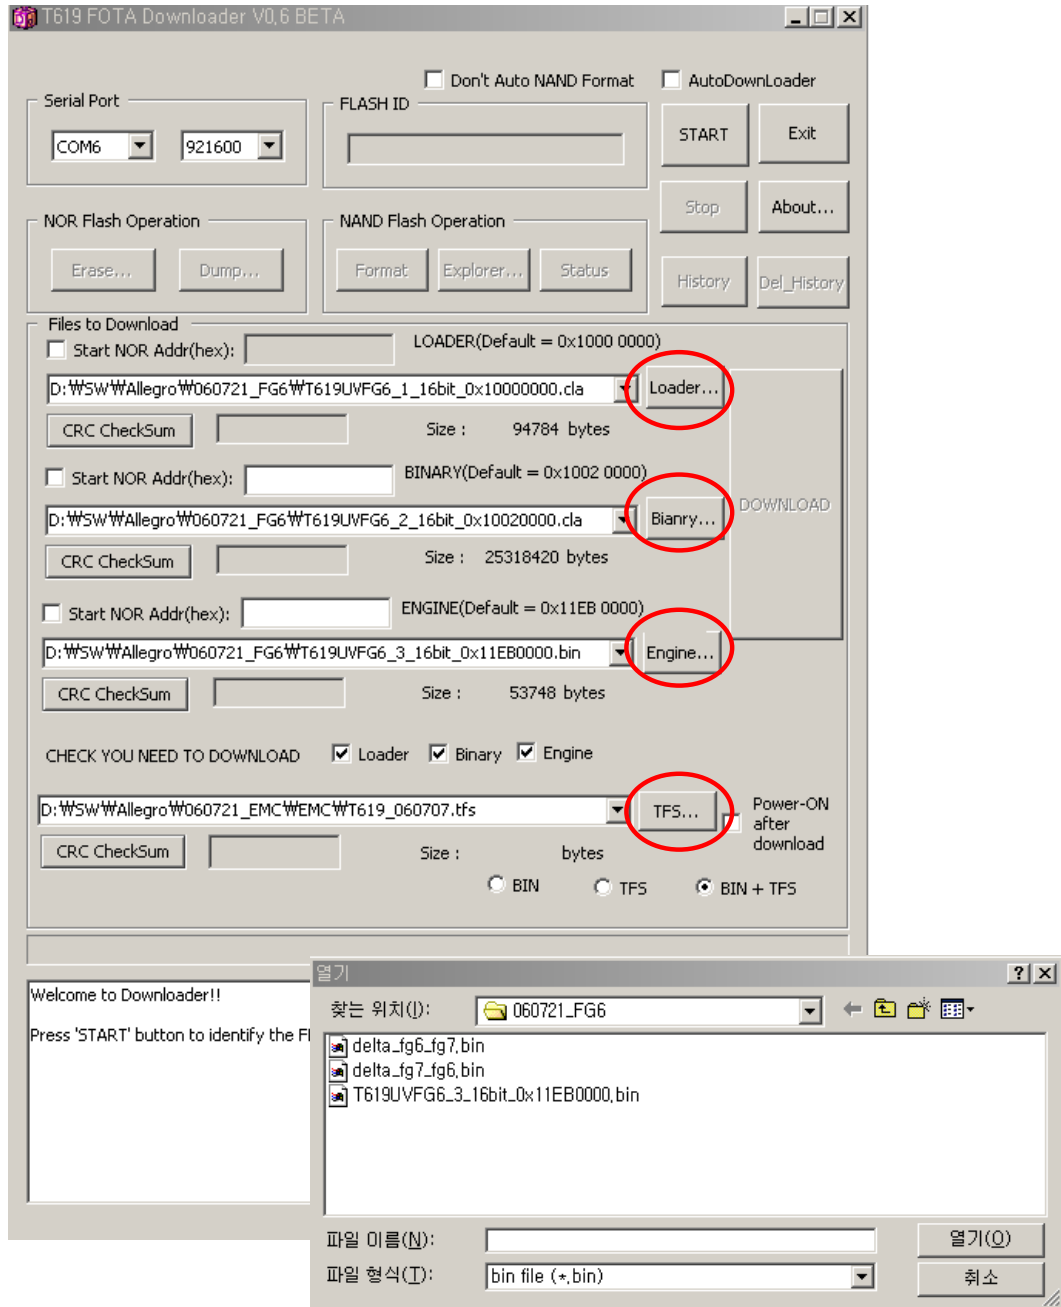 T619 FOTA Downloader V0,6 BETA
Don't Auto NAND Format
AutoDownLoader
Serial Port
COM6
921600
FLASH ID
START
Exit
Stop
About...
NOR Flash Operation
Erase...
Dump...
NAND Flash Operation
Format
Explorer...
Status
History
Del_History
Files to Download
Start NOR Addr(hex):
LOADER(Default = 0x1000 0000)
D:₩SW₩Allegro₩060721_FG6₩T619UVFG6_1_16bit_0x10000000.cla
Loader...
CRC CheckSum
Size : 94784 bytes
Start NOR Addr(hex):
BINARY(Default = 0x1002 0000)
D:₩SW₩Allegro₩060721_FG6₩T619UVFG6_2_16bit_0x10020000.cla
Bianry...
DOWNLOAD
CRC CheckSum
Size : 25318420 bytes
Start NOR Addr(hex):
ENGINE(Default = 0x11EB 0000)
D:₩SW₩Allegro₩060721_FG6₩T619UVFG6_3_16bit_0x11EB0000.bin
Engine...
CRC CheckSum
Size : 53748 bytes
CHECK YOU NEED TO DOWNLOAD
Loader
Binary
Engine
D:₩SW₩Allegro₩060721_EMC₩EMC₩T619_060707.tfs
TFS...
Power-ON
after
download
CRC CheckSum
Size : bytes
BIN
TFS
BIN + TFS
Welcome to Downloader!!
Press 'START' button to identify the
열기
찾는 위치(I):
060721_FG6
delta_fg6_fg7,bin
delta_fg7_fg6,bin
T619UVFG6_3_16bit_0x11EB0000,bin
파일 이름(N):
열기(O)
파일 형식(T):
bin file (*,bin)
취소